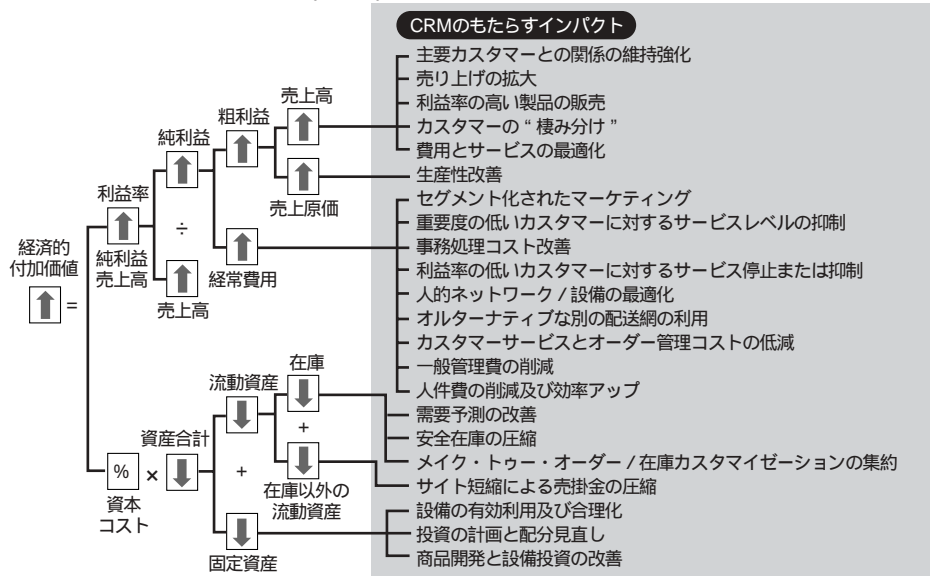 CRMのもたらすインパクト
主要カスタマーとの関係の維持強化
売り上げの拡大
利益率の高い製品の販売
カスタマーの“棲み分け”
費用とサービスの最適化
生産性改善
セグメント化されたマーケティング
重要度の低いカスタマーに対するサービスレベルの抑制
事務処理コスト改善
利益率の低いカスタマーに対するサービス停止または抑制
人的ネットワーク / 設備の最適化
オルターナティブな別の配送網の利用
カスタマーサービスとオーダー管理コストの低減
一般管理費の削減
人件費の削減及び効率アップ
需要予測の改善
安全在庫の圧縮
メイク・トゥー・オーダー / 在庫カスタマイゼーションの集約
サイト短縮による売掛金の圧縮
設備の有効利用及び合理化
投資の計画と配分見直し
商品開発と設備投資の改善
経済的
付加価値
=
利益率
純利益
売上高
純利益
÷
売上高
粗利益
経常費用
売上高
売上原価
%
資本
コスト
×
資産合計
流動資産
+
固定資産
在庫
+
在庫以外の
流動資産